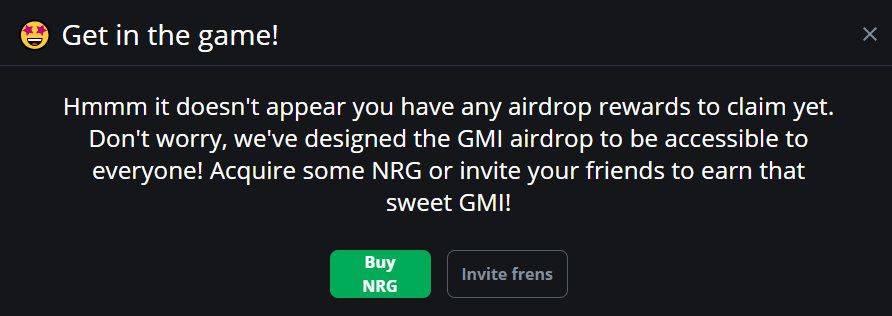 Get in the game!
Hmmm it doesn't appear you have any airdrop rewards to claim yet.
Don't worry, we've designed the GMI airdrop to be accessible to
everyone! Acquire some NRG or invite your friends to earn that
sweet GMI!
Buy
NRG
Invite frens